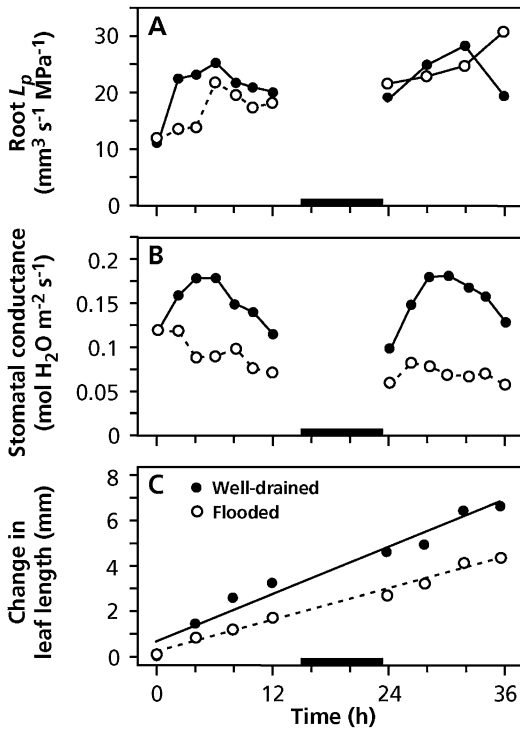 A
Root Lp
(mm³ s-¹ MPa-¹)
30
20
10
0
B
Stomatal conductance
(mol H₂O m-² s-¹)
0.2
0.15
0.1
0.05
0
C
Well-drained
Flooded
Change in
leaf length (mm)
8
6
4
2
0
0 12 24 36
Time (h)